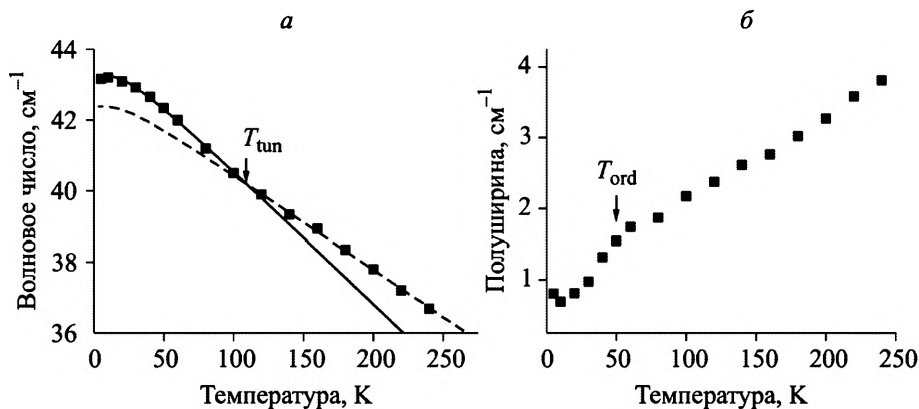 а
44
42
40
38
36
Волновое число, см⁻¹
T_tun
0 50 100 150 200 250
Температура, K
б
4
3
2
1
Полуширина, см⁻¹
T_ord
0 50 100 150 200 250
Температура, K